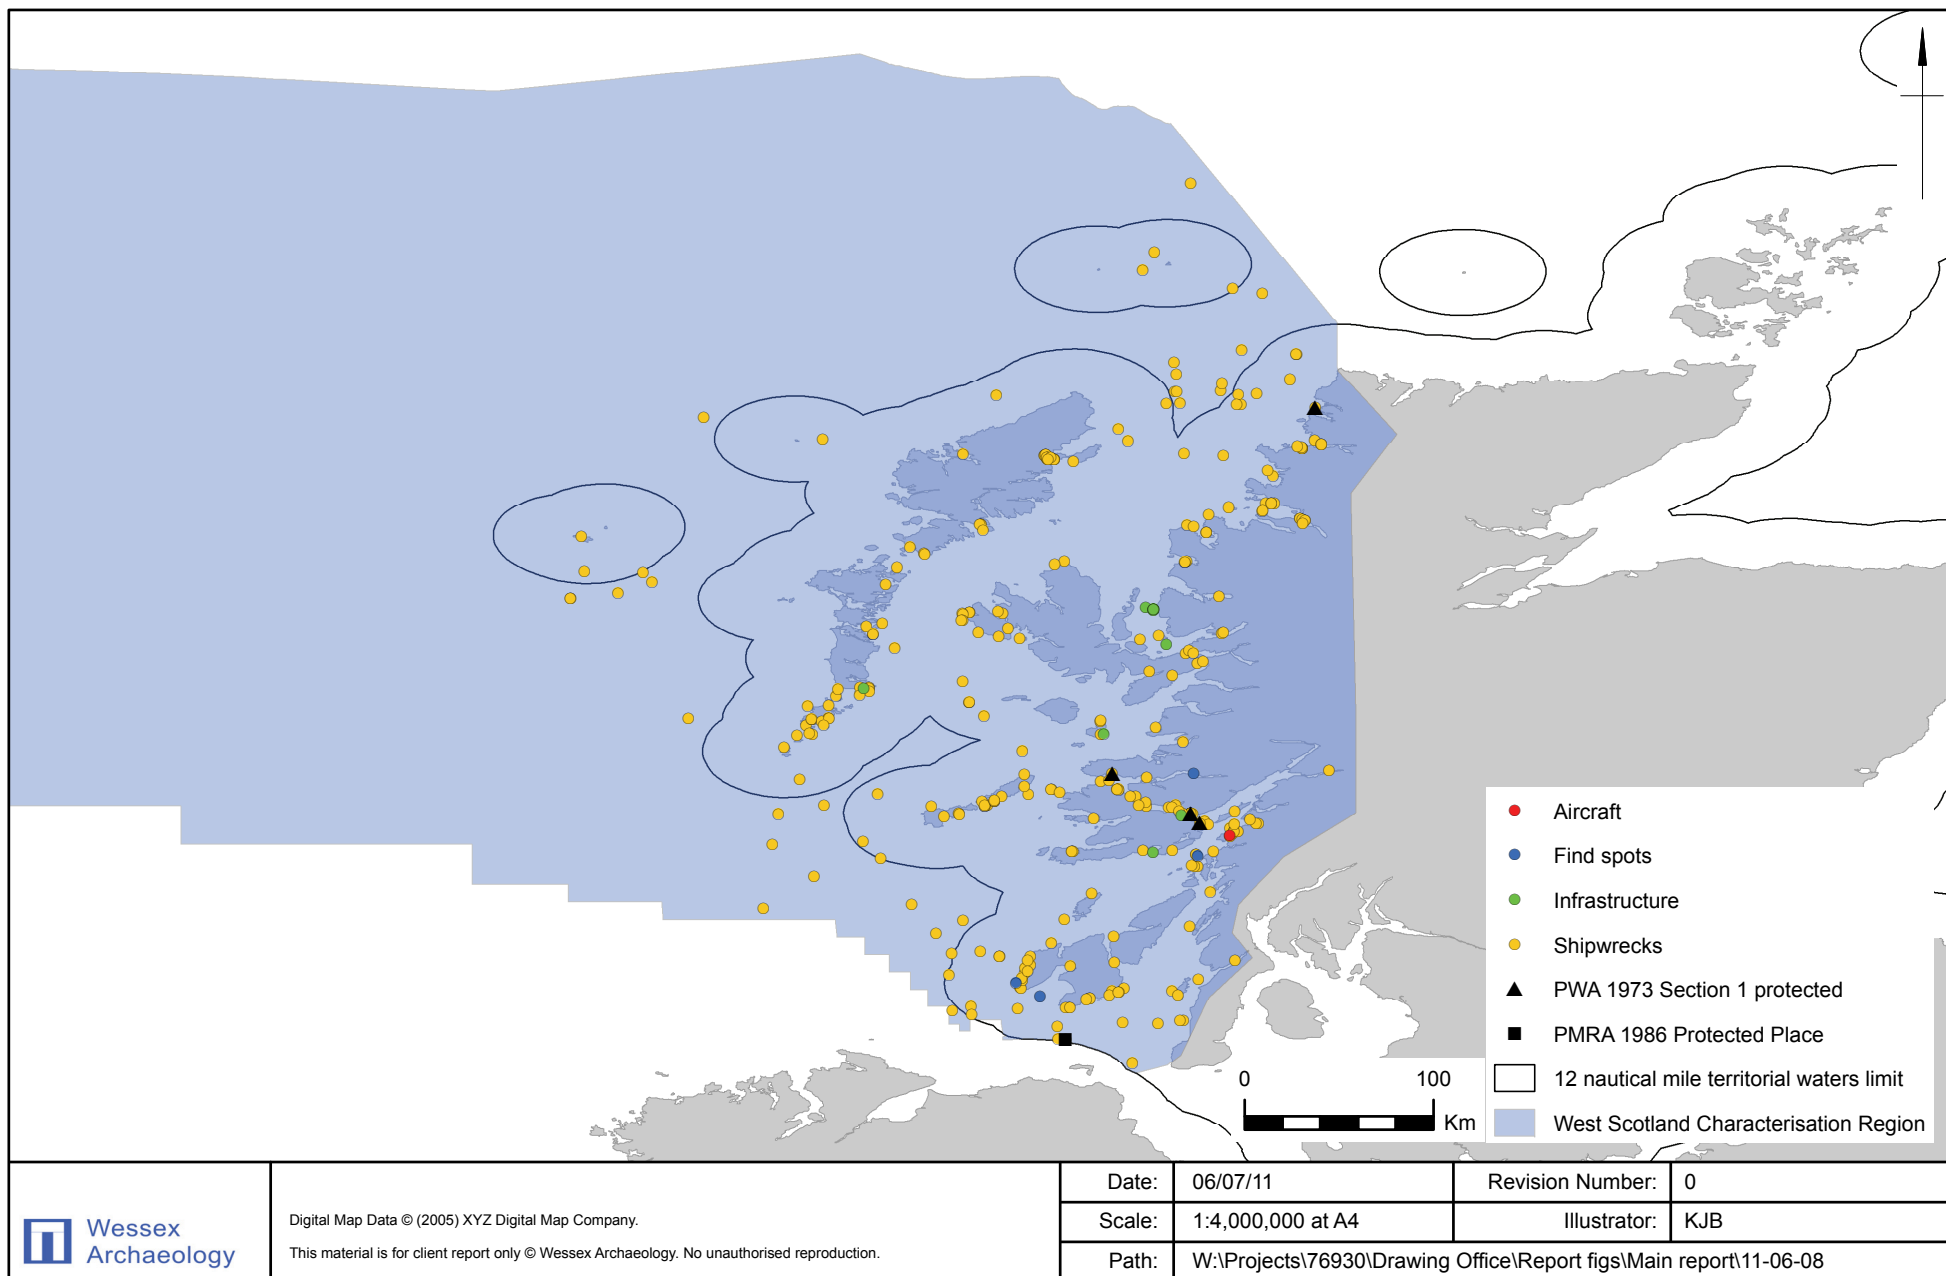 Aircraft
Find spots
Infrastructure
Shipwrecks
PWA 1973 Section 1 protected
PMRA 1986 Protected Place
12 nautical mile territorial waters limit
West Scotland Characterisation Region
0 100
Km
Wessex
Archaeology
Digital Map Data © (2005) XYZ Digital Map Company.
This material is for client report only © Wessex Archaeology. No unauthorised reproduction.
Date: 06/07/11 Revision Number: 0
Scale: 1:4,000,000 at A4 Illustrator: KJB
Path: W:\Projects\76930\Drawing Office\Report figs\Main report\11-06-08